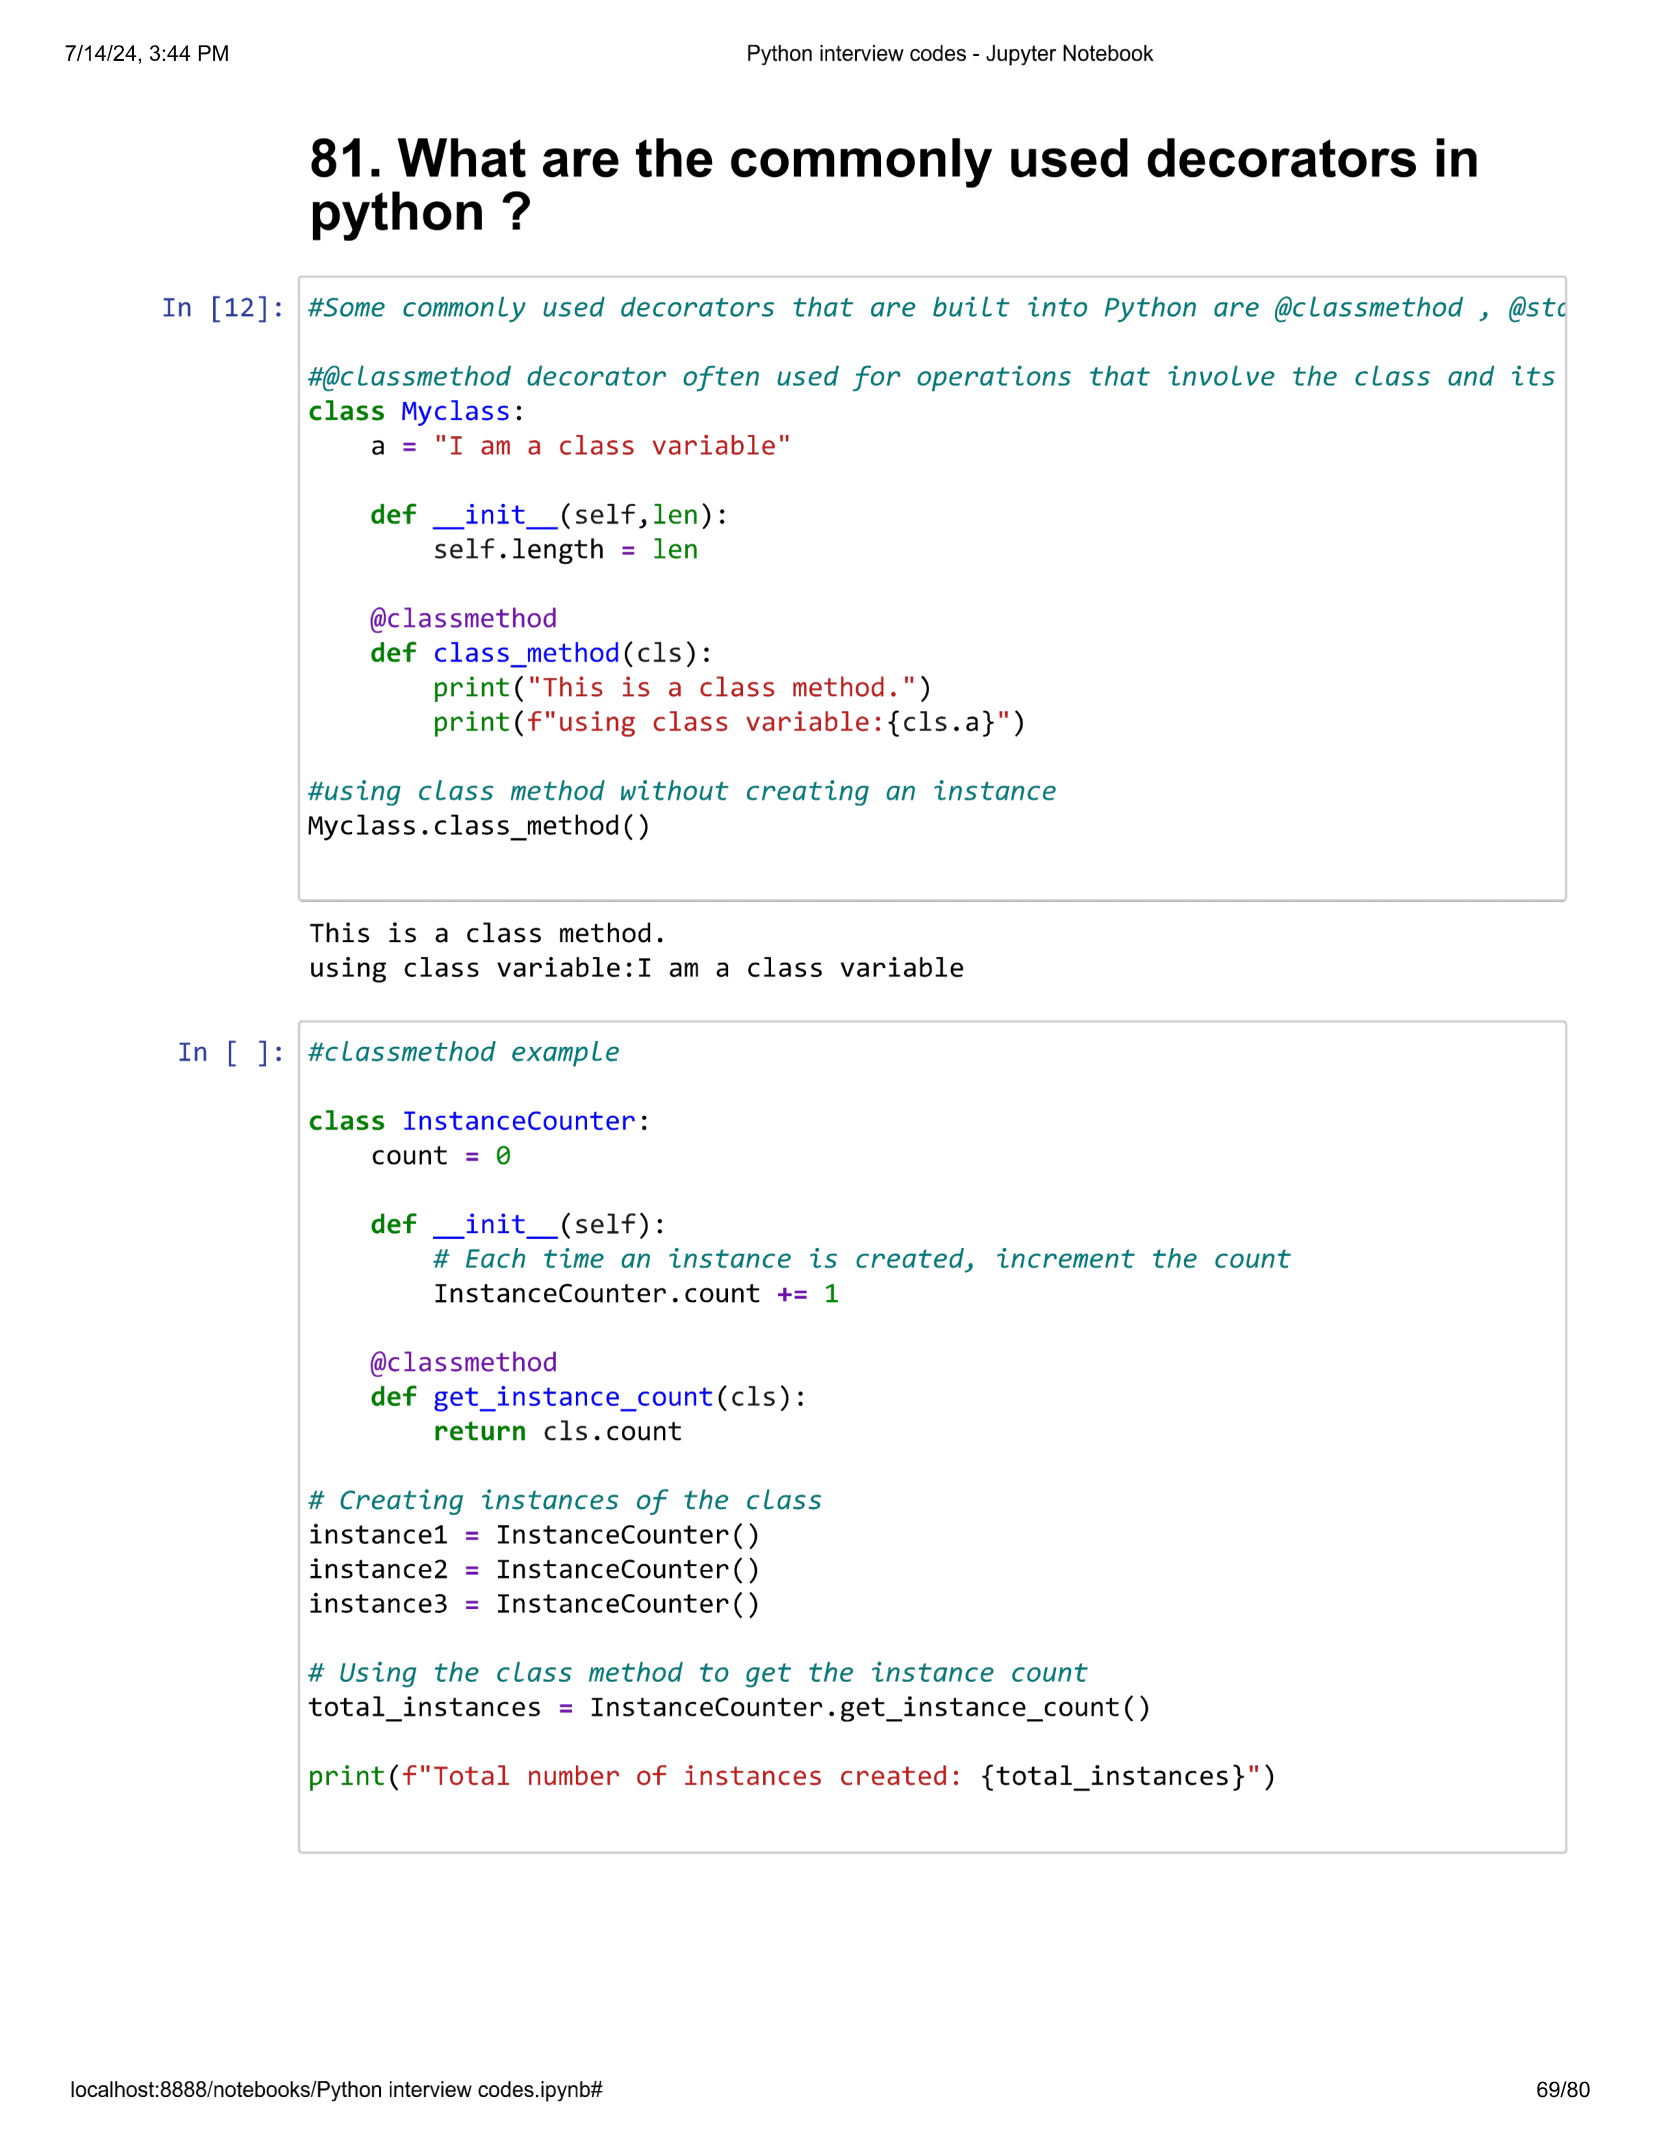 7/14/24, 3:44 PM
Python interview codes - Jupyter Notebook
81. What are the commonly used decorators in
python ?
In [12]:
#Some commonly used decorators that are built into Python are @classmethod , @sta
#@classmethod decorator often used for operations that involve the class and its
class Myclass:
    a = "I am a class variable"
    def __init__(self,len):
        self.length = len
    @classmethod
    def class_method(cls):
        print("This is a class method.")
        print(f"using class variable:{cls.a}")
#using class method without creating an instance
Myclass.class_method()
This is a class method.
using class variable:I am a class variable
In [ ]:
#classmethod example
class InstanceCounter:
    count = 0
    def __init__(self):
        # Each time an instance is created, increment the count
        InstanceCounter.count += 1
    @classmethod
    def get_instance_count(cls):
        return cls.count
# Creating instances of the class
instance1 = InstanceCounter()
instance2 = InstanceCounter()
instance3 = InstanceCounter()
# Using the class method to get the instance count
total_instances = InstanceCounter.get_instance_count()
print(f"Total number of instances created: {total_instances}")
localhost:8888/notebooks/Python interview codes.ipynb#
69/80